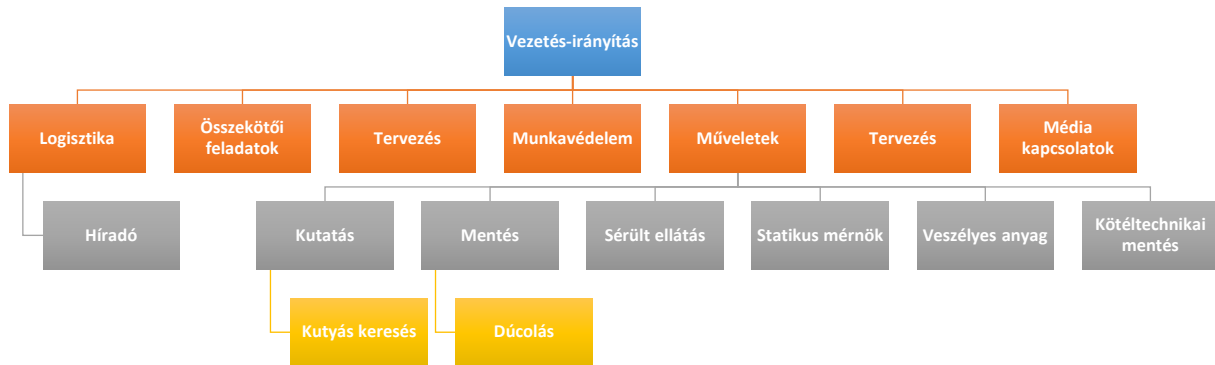 Vezetés-irányítás
Logisztika
Összekötői
feladatok
Tervezés
Munkavédelem
Műveletek
Tervezés
Média
kapcsolatok
Híradó
Kutatás
Mentés
Sérült ellátás
Statikus mérnök
Veszélyes anyag
Kötéltechnikai
mentés
Kutyás keresés
Dúcolás